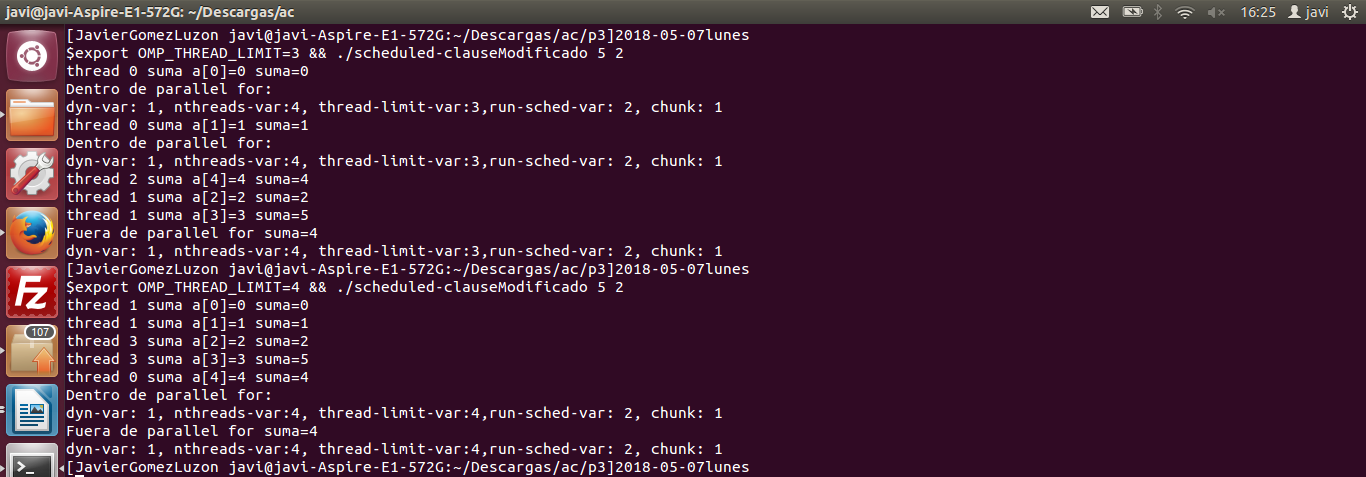 javi@javi-Aspire-E1-572G: ~/Descargas/ac 16:25 javi
[JavierGomezLuzon javi@javi-Aspire-E1-572G:~/Descargas/ac/p3]2018-05-07lunes
$export OMP_THREAD_LIMIT=3 && ./scheduled-clauseModificado 5 2
thread 0 suma a[0]=0 suma=0
Dentro de parallel for:
dyn-var: 1, nthreads-var:4, thread-limit-var:3,run-sched-var: 2, chunk: 1
thread 0 suma a[1]=1 suma=1
Dentro de parallel for:
dyn-var: 1, nthreads-var:4, thread-limit-var:3,run-sched-var: 2, chunk: 1
thread 2 suma a[4]=4 suma=4
thread 1 suma a[2]=2 suma=2
thread 1 suma a[3]=3 suma=5
Fuera de parallel for suma=4
dyn-var: 1, nthreads-var:4, thread-limit-var:3,run-sched-var: 2, chunk: 1
[JavierGomezLuzon javi@javi-Aspire-E1-572G:~/Descargas/ac/p3]2018-05-07lunes
$export OMP_THREAD_LIMIT=4 && ./scheduled-clauseModificado 5 2
thread 1 suma a[0]=0 suma=0
thread 1 suma a[1]=1 suma=1
thread 3 suma a[2]=2 suma=2
thread 3 suma a[3]=3 suma=5
thread 0 suma a[4]=4 suma=4
Dentro de parallel for:
dyn-var: 1, nthreads-var:4, thread-limit-var:4,run-sched-var: 2, chunk: 1
Fuera de parallel for suma=4
dyn-var: 1, nthreads-var:4, thread-limit-var:4,run-sched-var: 2, chunk: 1
[JavierGomezLuzon javi@javi-Aspire-E1-572G:~/Descargas/ac/p3]2018-05-07lunes
Fz
107
>_